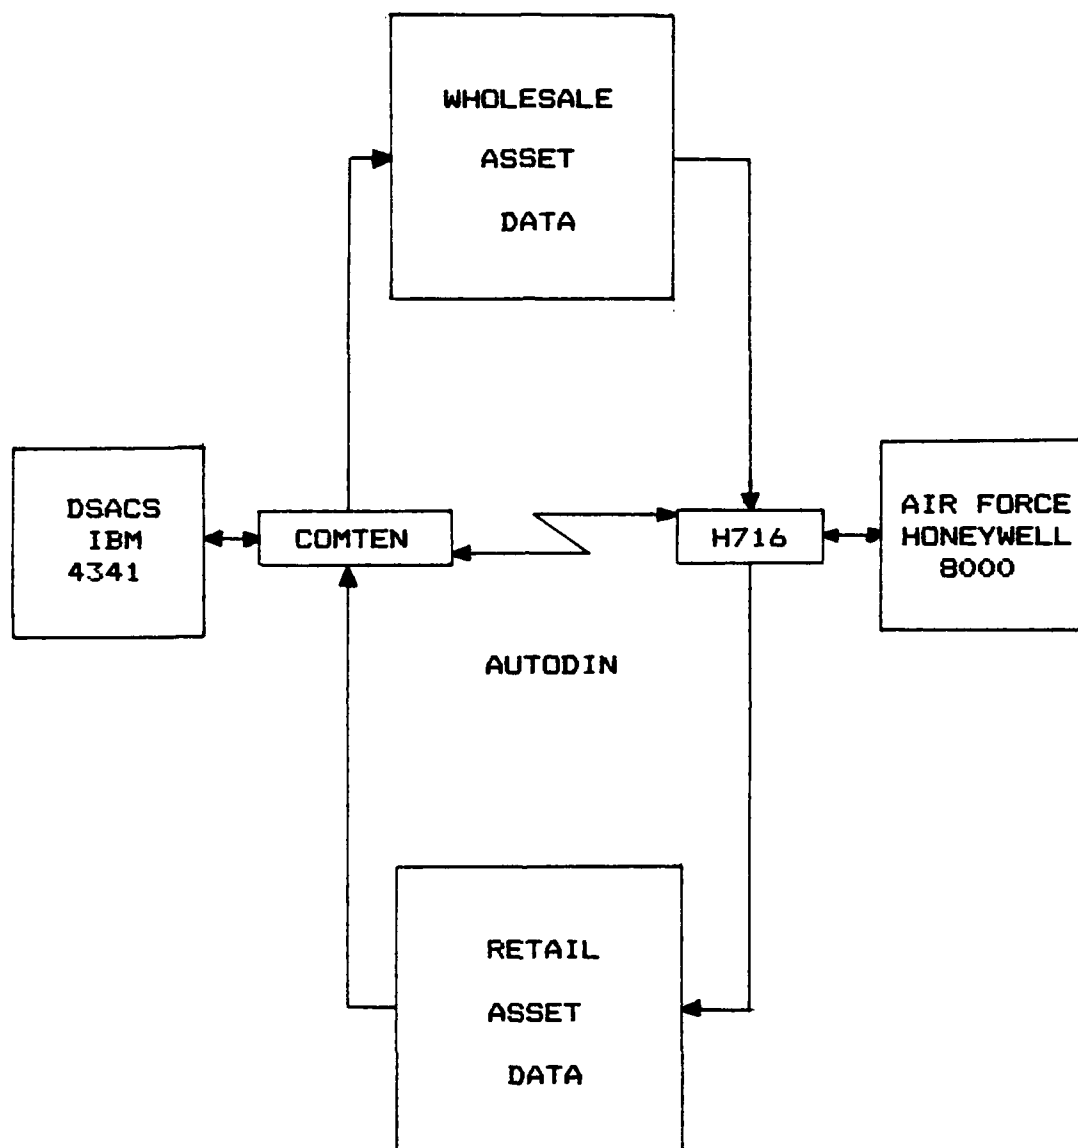 WHOLESALE
ASSET
DATA
DSACS
IBM
4341
COMTEN
H716
AIR FORCE
HONEYWELL
8000
AUTODIN
RETAIL
ASSET
DATA